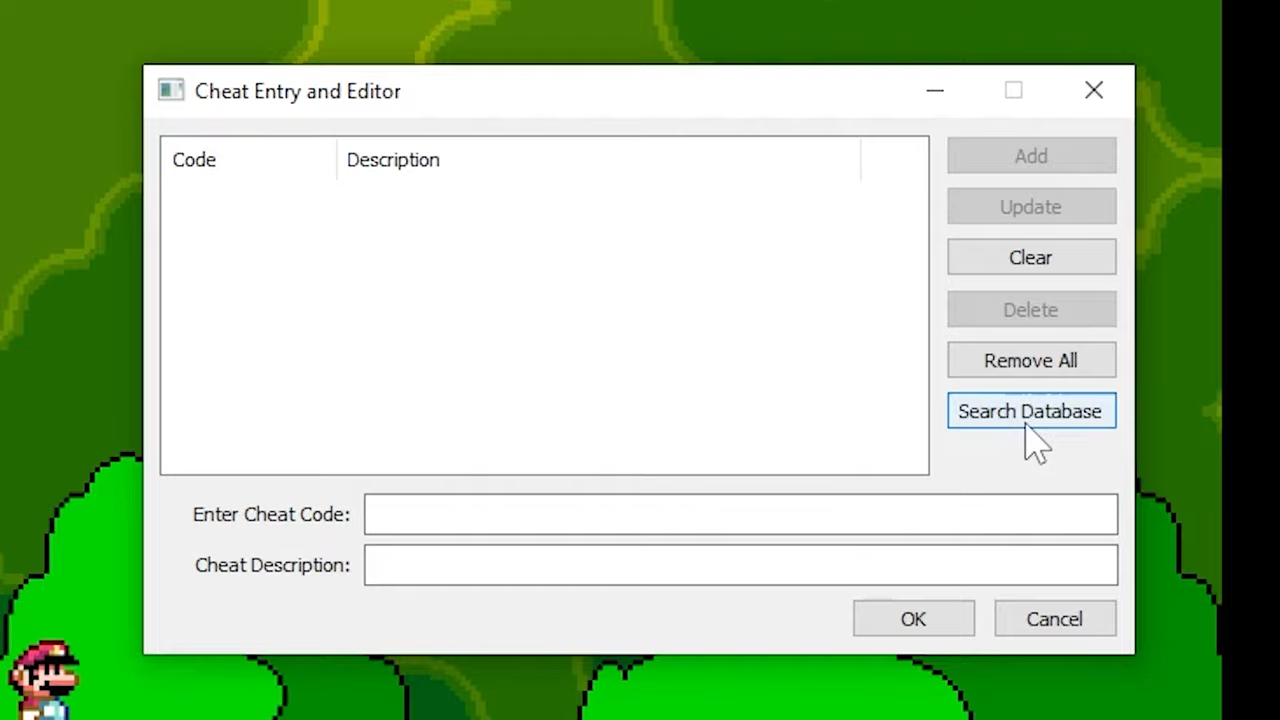 Cheat Entry and Editor
Code
Description
Add
Update
Clear
Delete
Remove All
Search Database
Enter Cheat Code:
Cheat Description:
OK
Cancel